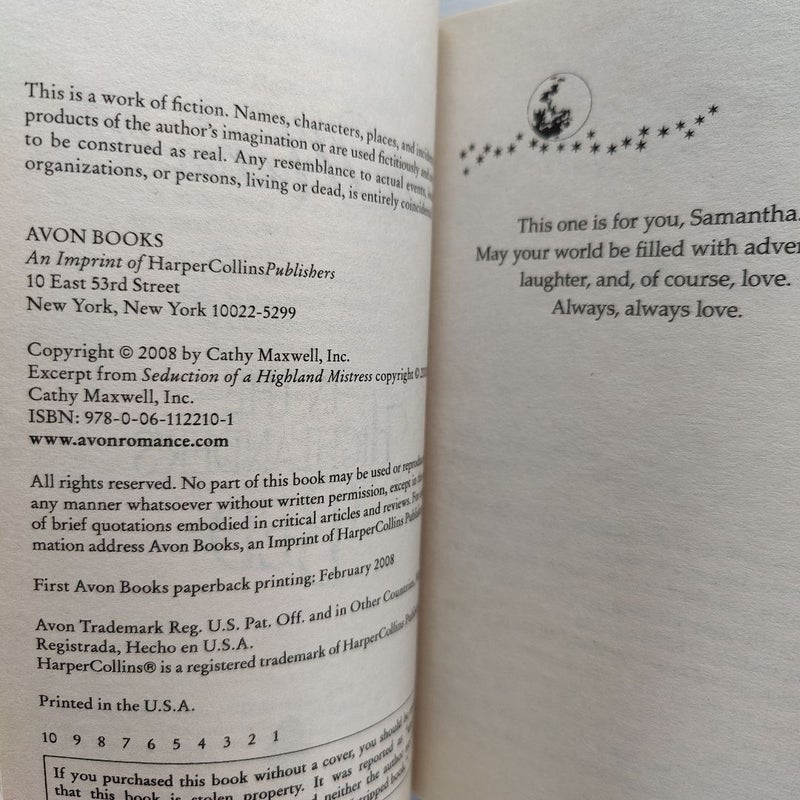 This is a work of fiction. Names, characters, places, and
products of the author's imagination or are used fictitiously
to be construed as real. Any resemblance to actual events,
organizations, or persons, living or dead, is entirely
AVON BOOKS
An Imprint of HarperCollinsPublishers
10 East 53rd Street
New York, New York 10022-5299
Copyright © 2008 by Cathy Maxwell, Inc.
Excerpt from Seduction of a Highland Mistress copyright ©
Cathy Maxwell, Inc.
ISBN: 978-0-06-112210-1
www.avonromance.com
All rights reserved. No part of this book may be used or
any manner whatsoever without written permission, except in
of brief quotations embodied in critical articles and reviews. For
mation address Avon Books, an Imprint of HarperCollins
First Avon Books paperback printing: February 2008
Avon Trademark Reg. U.S. Pat. Off. and in Other Countries,
Registrada, Hecho en U.S.A.
HarperCollins® is a registered trademark of HarperCollins
Printed in the U.S.A.
10 9 8 7 6 5 4 3 2 1
If you purchased this book without a cover, you should
that this book is stolen property. It was reported as
neither the author
This one is for you, Samantha.
May your world be filled with
laughter, and, of course, love.
Always, always love.